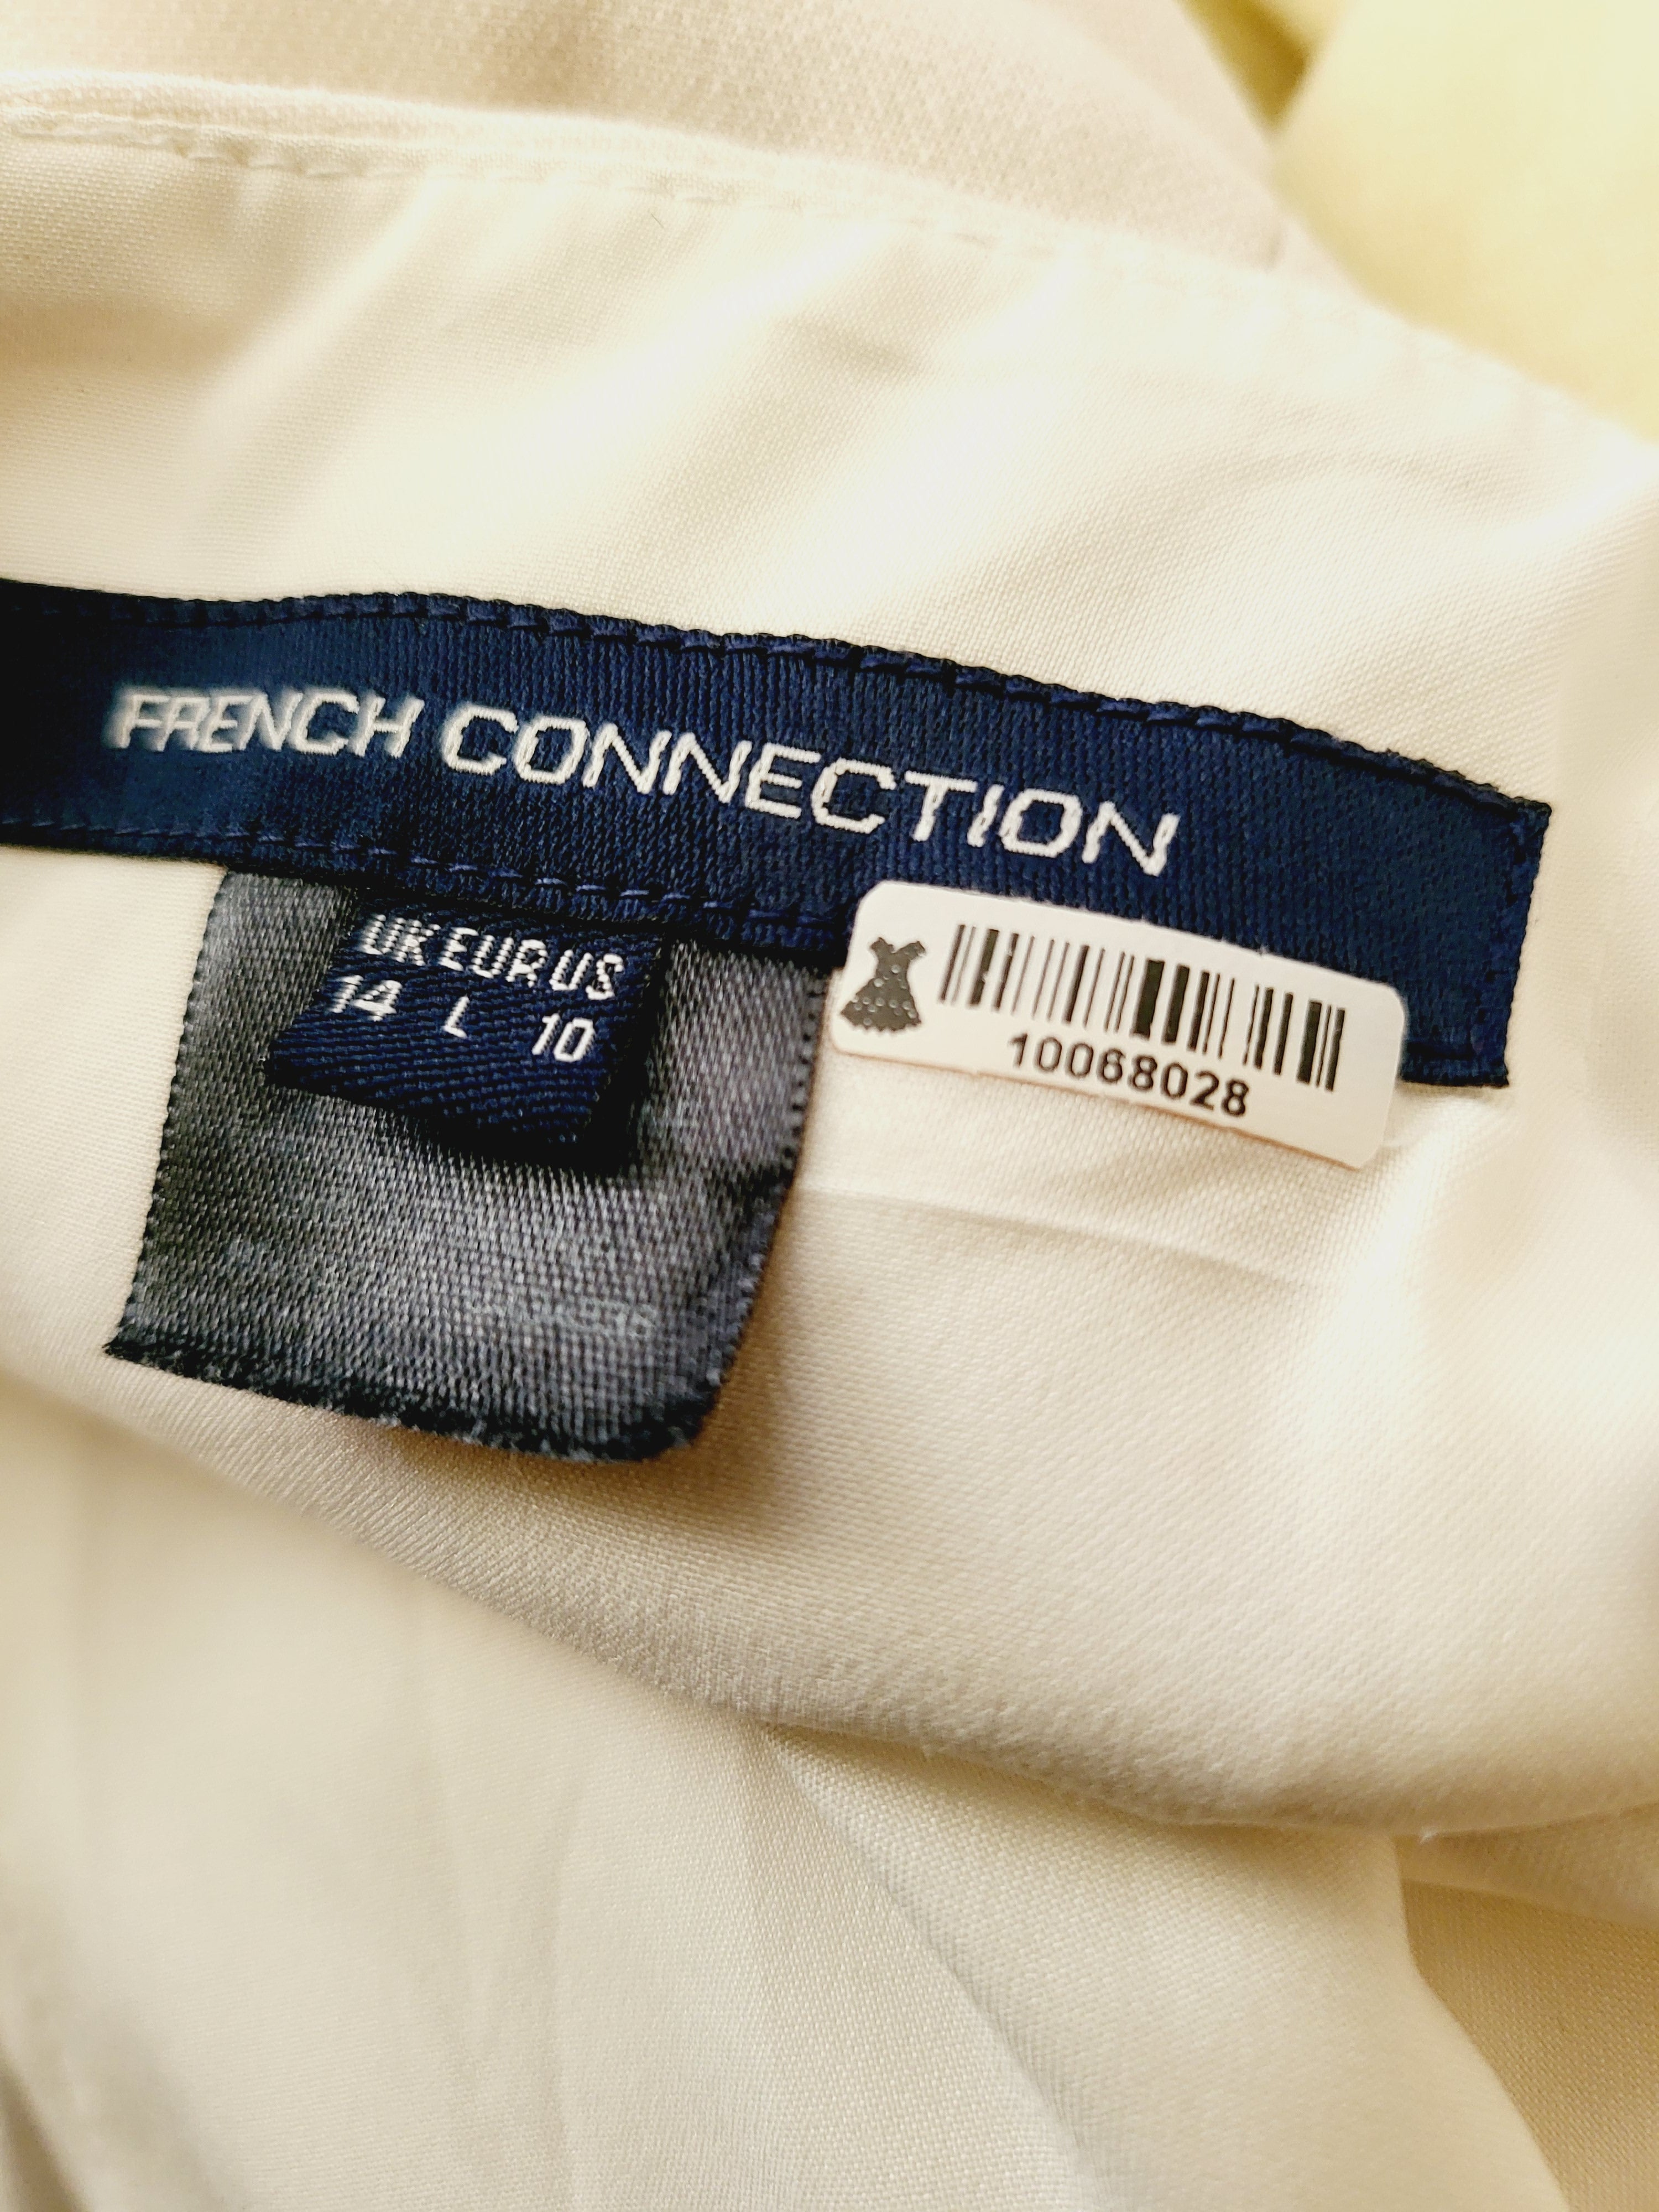 FRENCH CONNECTION
UK EUR US
14 L 10
10068028